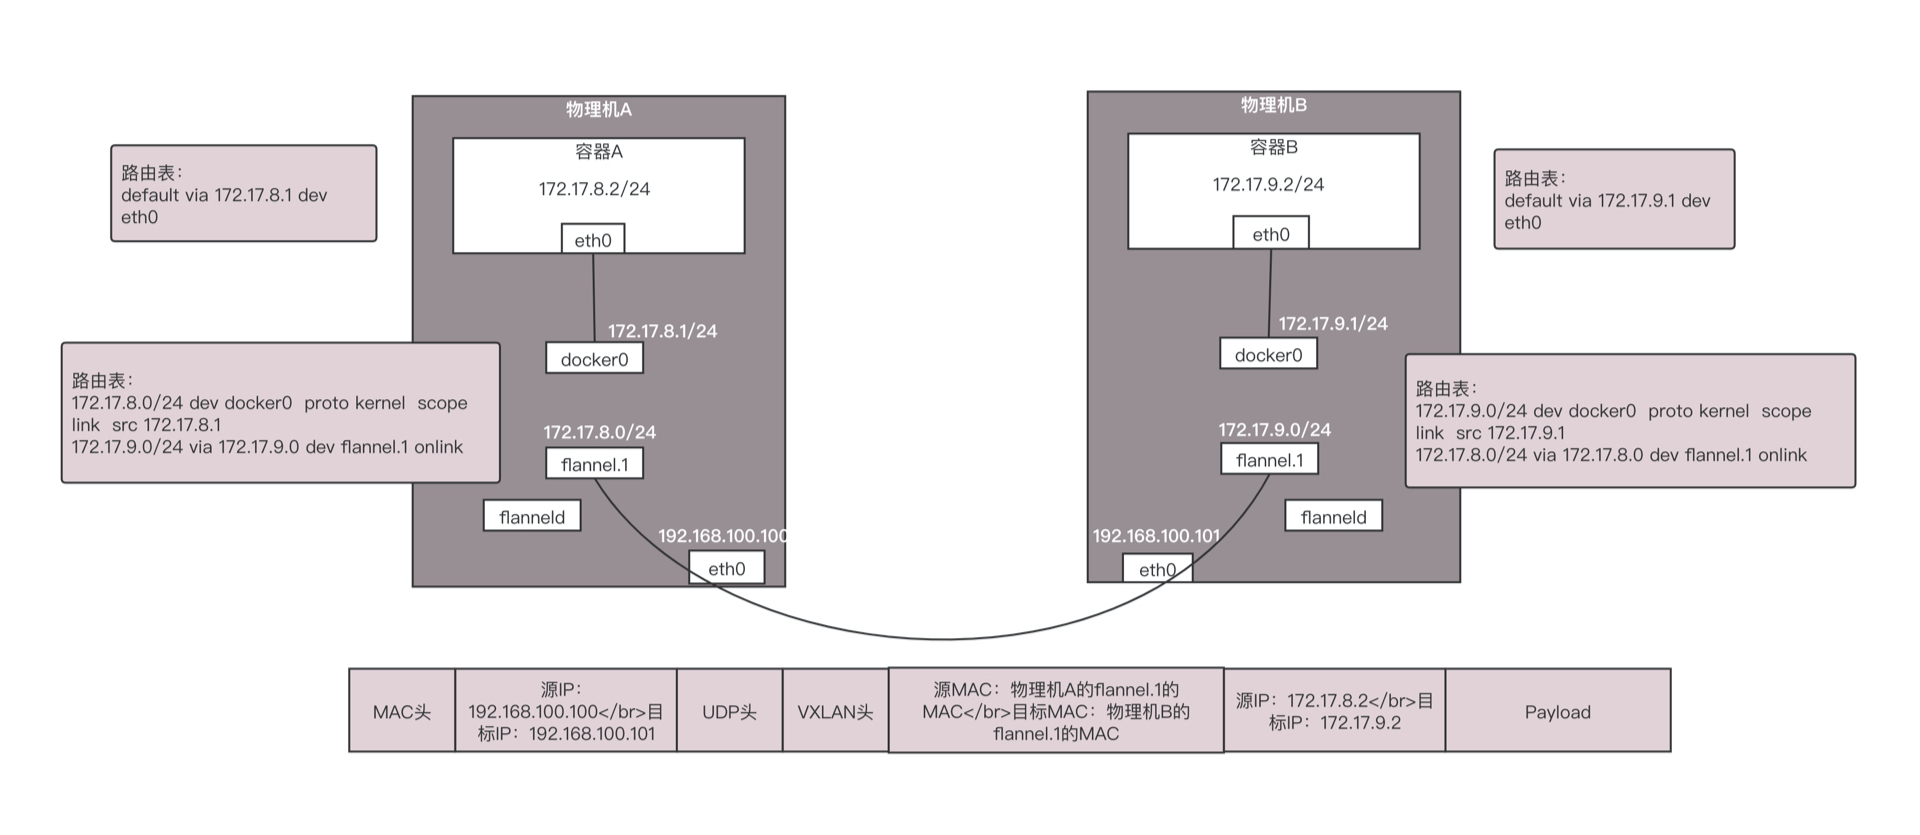 物理机A
容器A
172.17.8.2/24
eth0
路由表：
default via 172.17.8.1 dev
eth0
172.17.8.1/24
docker0
路由表：
172.17.8.0/24 dev docker0  proto kernel  scope
link  src 172.17.8.1
172.17.9.0/24 via 172.17.9.0 dev flannel.1 onlink
172.17.8.0/24
flannel.1
flanneld
192.168.100.100
eth0
物理机B
容器B
172.17.9.2/24
eth0
路由表：
default via 172.17.9.1 dev
eth0
172.17.9.1/24
docker0
路由表：
172.17.9.0/24 dev docker0  proto kernel  scope
link  src 172.17.9.1
172.17.8.0/24 via 172.17.8.0 dev flannel.1 onlink
172.17.9.0/24
flannel.1
flanneld
192.168.100.101
eth0
MAC头
源IP：
192.168.100.100</br>目
标IP：192.168.100.101
UDP头
VXLAN头
源MAC：物理机A的flannel.1的
MAC</br>目标MAC：物理机B的
flannel.1的MAC
源IP：172.17.8.2</br>目
标IP：172.17.9.2
Payload